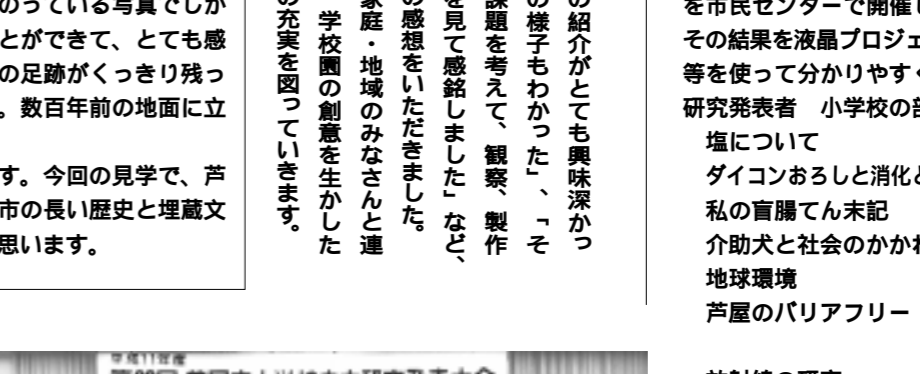 のっている写真でしか
とができて、とても感
の足跡がくっきり残っ
。数百年前の地面に立
す。今回の見学で、芦
市の長い歴史と埋蔵文
思います。
の紹介がとても興味深かっ
の様子もわかった」、「そ
課題を考えて、観察、製作
を見て感銘しました」など、
の感想をいただきました。
家庭・地域のみなさんと連
学校園の創意を生かした
の充実を図っていきます。
を市民センターで開催し
その結果を液晶プロジェ
等を使って分かりやすく
研究発表者　小学校の部
塩について
ダイコンおろしと消化と
私の盲腸てん末記
介助犬と社会のかかわ
地球環境
芦屋のバリアフリー
平成11年度